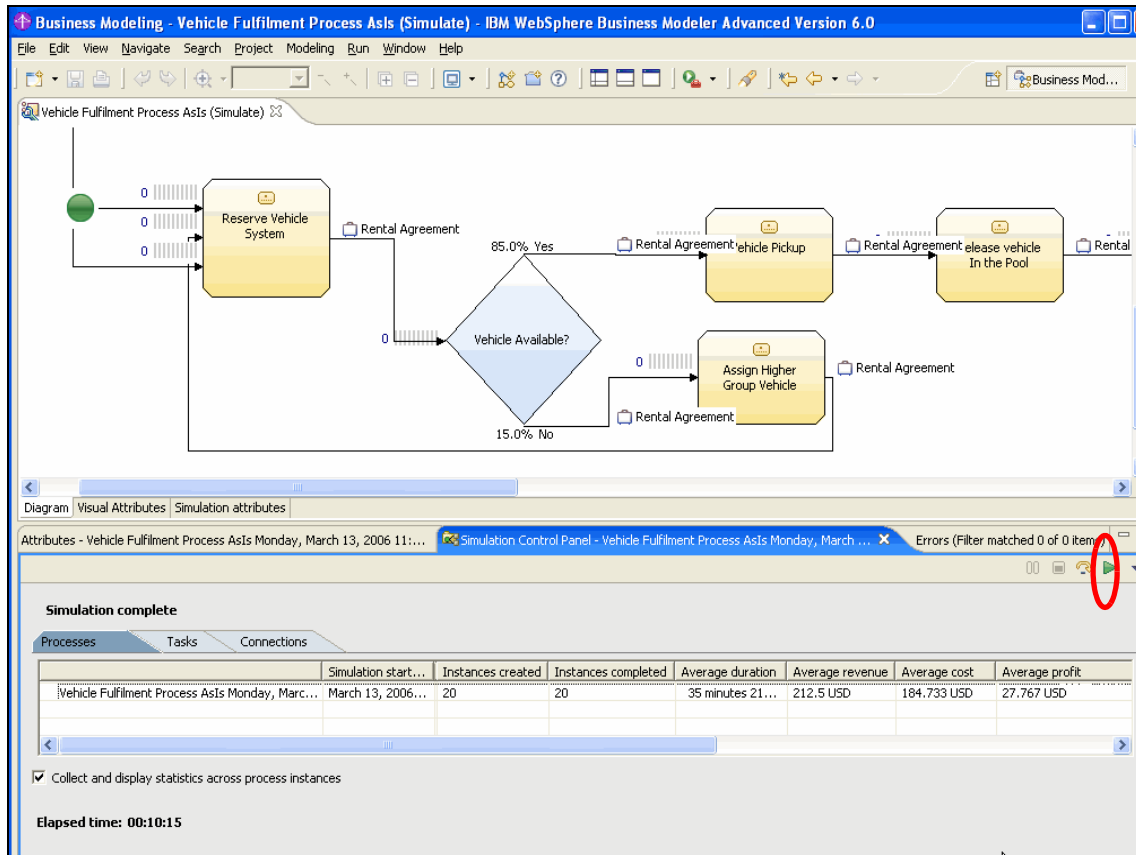 Business Modeling - Vehicle Fulfilment Process AsIs (Simulate) - IBM WebSphere Business Modeler Advanced Version 6.0
File Edit View Navigate Search Project Modeling Run Window Help
Business Mod...
Vehicle Fulfilment Process AsIs (Simulate)
0
0
0
Reserve Vehicle
System
Rental Agreement
85.0% Yes
Rental Agreement
Vehicle Pickup
Rental Agreement
elease vehicle
In the Pool
Rental
0
Vehicle Available?
0
Assign Higher
Group Vehicle
Rental Agreement
Rental Agreement
15.0% No
Diagram Visual Attributes Simulation attributes
Attributes - Vehicle Fulfilment Process AsIs Monday, March 13, 2006 11:... Simulation Control Panel - Vehicle Fulfilment Process AsIs Monday, March ... Errors (Filter matched 0 of 0 items)
Simulation complete
Processes Tasks Connections
Simulation start... Instances created Instances completed Average duration Average revenue Average cost Average profit
Vehicle Fulfilment Process AsIs Monday, Marc... March 13, 2006... 20 20 35 minutes 21... 212.5 USD 184.733 USD 27.767 USD
Collect and display statistics across process instances
Elapsed time: 00:10:15